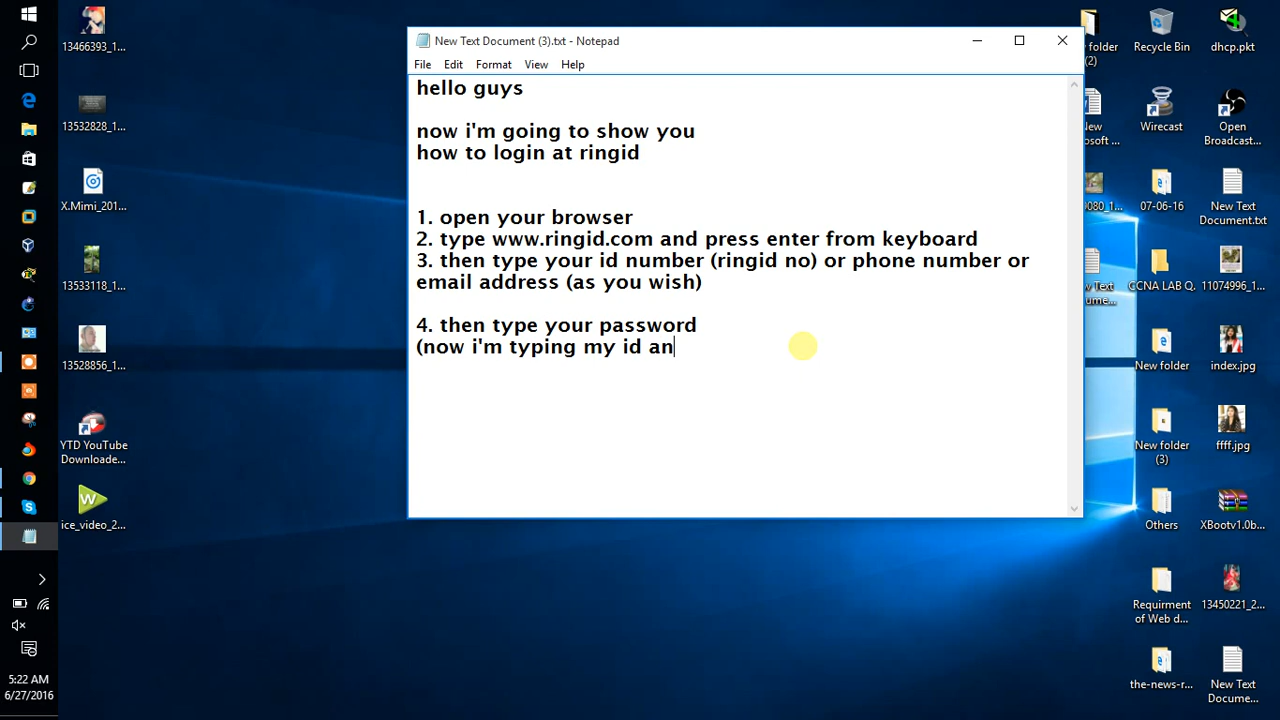 New Text Document (3).txt - Notepad
File Edit Format View Help
hello guys
now i'm going to show you
how to login at ringid
1. open your browser
2. type www.ringid.com and press enter from keyboard
3. then type your id number (ringid no) or phone number or
email address (as you wish)
4. then type your password
(now i'm typing my id an
13466393_1...
13532828_1...
X.Mimi_201...
13533118_1...
13528856_1...
YTD YouTube
Downloade...
ice_video_2...
5:22 AM
6/27/2016
(2)
Recycle Bin
dhcp.pkt
New
Wirecast
Open
Broadcast...
07-06-16
New Text
Document.txt
CCNA LAB Q.
11074996_1...
New folder
index.jpg
New folder
(3)
ffff.jpg
Others
XBootv1.0b...
Requirment
of Web d...
13450221_2...
the-news-r...
New Text
Docume...